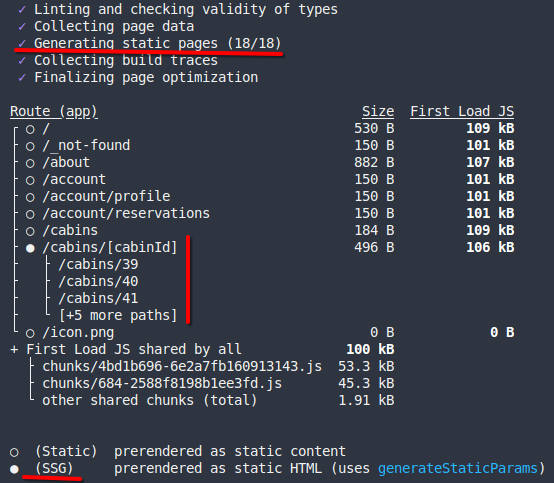 ✓ Linting and checking validity of types
✓ Collecting page data
✓ Generating static pages (18/18)
✓ Collecting build traces
✓ Finalizing page optimization
Route (app) Size First Load JS
┌ ○ / 530 B 109 kB
├ ○ /_not-found 150 B 101 kB
├ ○ /about 882 B 107 kB
├ ○ /account 150 B 101 kB
├ ○ /account/profile 150 B 101 kB
├ ○ /account/reservations 150 B 101 kB
├ ○ /cabins 184 B 109 kB
├ ● /cabins/[cabinId] 496 B 106 kB
├ ├ /cabins/39
├ ├ /cabins/40
├ ├ /cabins/41
├ └ [+5 more paths]
└ ○ /icon.png 0 B 0 B
+ First Load JS shared by all 100 kB
├ chunks/4bd1b696-6e2a7fb160913143.js 53.3 kB
├ chunks/684-2588f8198b1ee3fd.js 45.3 kB
└ other shared chunks (total) 1.91 kB
○ (Static) prerendered as static content
● (SSG) prerendered as static HTML (uses generateStaticParams)